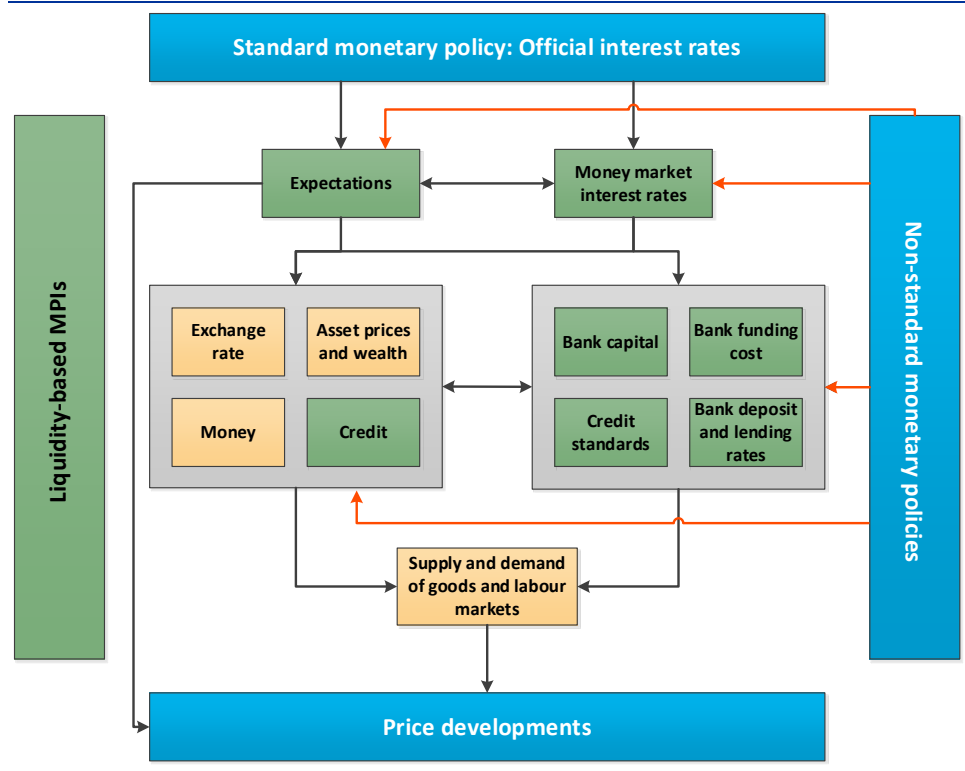 Standard monetary policy: Official interest rates
Liquidity-based MPIs
Non-standard monetary policies
Expectations
Money market
interest rates
Exchange
rate
Asset prices
and wealth
Money
Credit
Bank capital
Bank funding
cost
Credit
standards
Bank deposit
and lending
rates
Supply and demand
of goods and labour
markets
Price developments